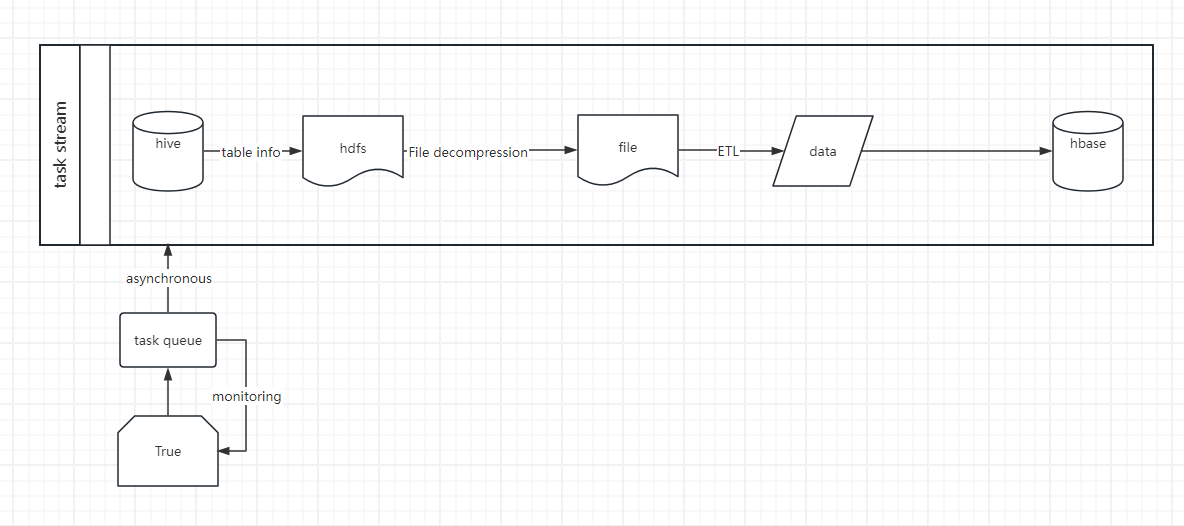 task stream
hive
table info
hdfs
File decompression
file
ETL
data
hbase
asynchronous
task queue
monitoring
True